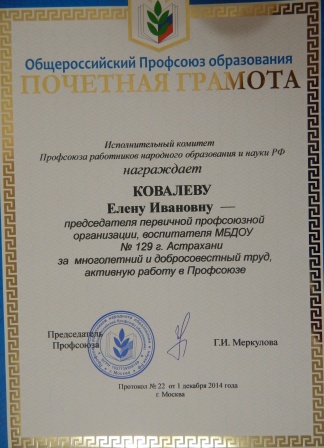 Общероссийский Профсоюз образования
ПОЧЕТНАЯ ГРАМОТА
Исполнительный комитет
Профсоюза работников народного образования и науки РФ
награждает
КОВАЛЕВУ
Елену Ивановну —
председателя первичной профсоюзной
организации, воспитателя МБДОУ
№ 129 г. Астрахани
за многолетний и добросовестный труд,
активную работу в Профсоюзе
Председатель
Профсоюза
Г.И. Меркулова
Протокол № 22 от 1 декабря 2014 года
г. Москва